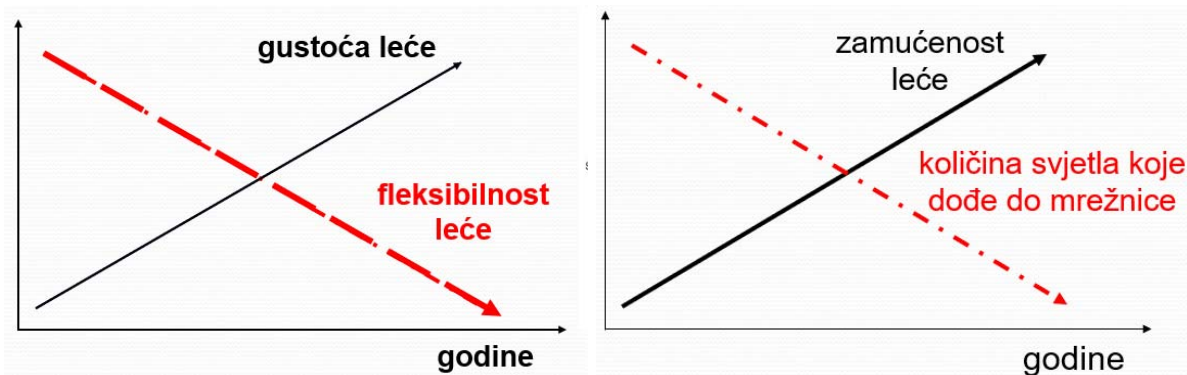 gustoća leće
fleksibilnost
leće
godine
zamućenost
leće
količina svjetla koje
dođe do mrežnice
godine